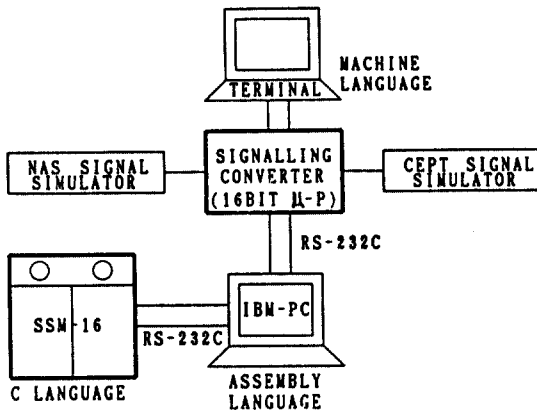 TERMINAL
MACHINE
LANGUAGE
NAS SIGNAL
SIMULATOR
SIGNALLING
CONVERTER
(16BIT μ-P)
CEPT SIGNAL
SIMULATOR
RS-232C
SSM-16
RS-232C
IBM-PC
C LANGUAGE
ASSEMBLY
LANGUAGE